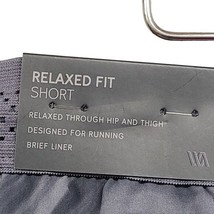 RELAXED FIT
SHORT
RELAXED THROUGH HIP AND THIGH
DESIGNED FOR RUNNING
BRIEF LINER